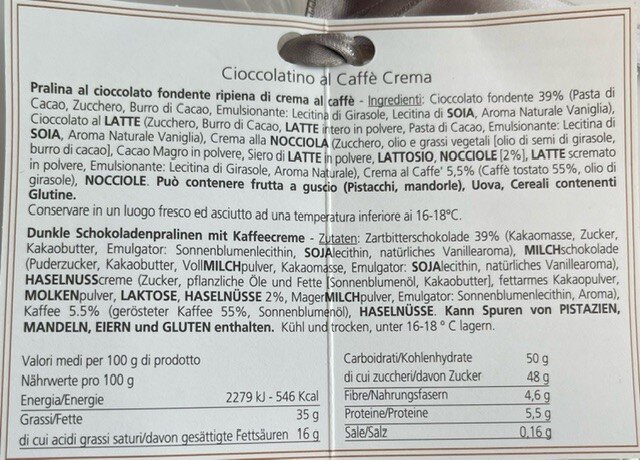 Cioccolatino al Caffè Crema
Pralina al cioccolato fondente ripiena di crema al caffè - Ingredienti: Cioccolato fondente 39% (Pasta di
Cacao, Zucchero, Burro di Cacao, Emulsionante: Lecitina di Girasole, Lecitina di SOIA, Aroma Naturale Vaniglia),
Cioccolato al LATTE (Zucchero, Burro di Cacao, LATTE intero in polvere, Pasta di Cacao, Emulsionante: Lecitina di
SOIA, Aroma Naturale Vaniglia), Crema alla NOCCIOLA (Zucchero, olio e grassi vegetali [olio di semi di girasole,
burro di cacao], Cacao Magro in polvere, Siero di LATTE in polvere, LATTOSIO, NOCCIOLE [2%], LATTE scremato
in polvere, Emulsionante: Lecitina di Girasole, Aroma Naturale), Crema al Caffe' 5,5% (Caffè tostato 55%, olio di
girasole), NOCCIOLE. Può contenere frutta a guscio (Pistacchi, mandorle), Uova, Cereali contenenti
Glutine.
Conservare in un luogo fresco ed asciutto ad una temperatura inferiore ai 16-18°C.
Dunkle Schokoladenpralinen mit Kaffeecreme - Zutaten: Zartbitterschokolade 39% (Kakaomasse, Zucker,
Kakaobutter, Emulgator: Sonnenblumenlecithin, SOJAlecithin, natürliches Vanillearoma), MILCHschokolade
(Puderzucker, Kakaobutter, VollMILCHpulver, Kakaomasse, Emulgator: SOJAlecithin, natürliches Vanillearoma),
HASELNUSScreme (Zucker, pflanzliche Öle und Fette [Sonnenblumenöl, Kakaobutter], fettarmes Kakaopulver,
MOLKENpulver, LAKTOSE, HASELNÜSSE 2%, MagerMILCHpulver, Emulgator: Sonnenblumenlecithin, Aroma),
Kaffee 5.5% (gerösteter Kaffee 55%, Sonnenblumenöl), HASELNÜSSE. Kann Spuren von PISTAZIEN,
MANDELN, EIERN und GLUTEN enthalten. Kühl und trocken, unter 16-18 ° C lagern.
Valori medi per 100 g di prodotto
Nährwerte pro 100 g
Energia/Energie 2279 kJ - 546 Kcal
Grassi/Fette 35 g
di cui acidi grassi saturi/davon gesättigte Fettsäuren 16 g
Carboidrati/Kohlenhydrate 50 g
di cui zuccheri/davon Zucker 48 g
Fibre/Nahrungsfasern 4,6 g
Proteine/Proteine 5,5 g
Sale/Salz 0,16 g